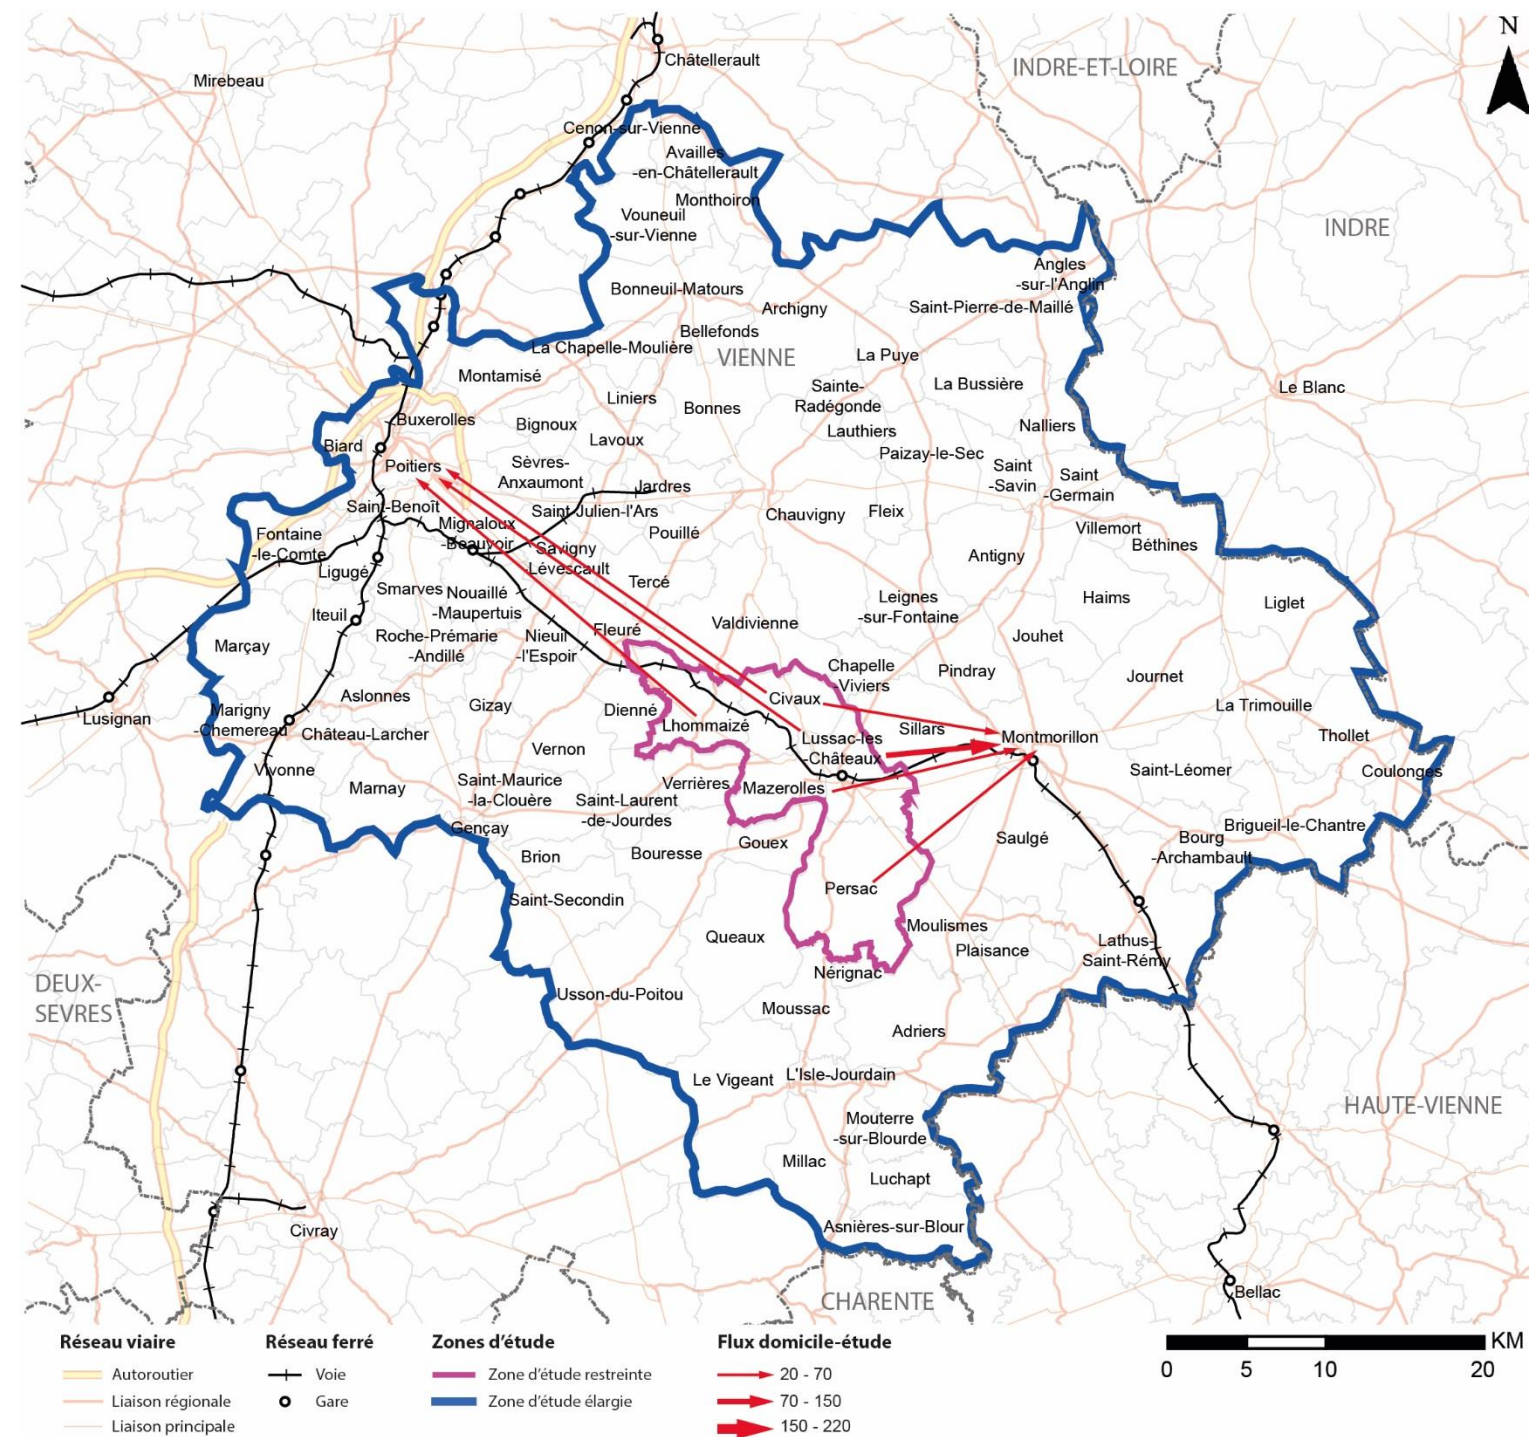 N
Châtellerault
INDRE-ET-LOIRE
Mirebeau
Cenon-sur-Vienne
Availles
-en-Châtellerault
Monthoiron
Vouneuil
-sur-Vienne
INDRE
Angles
-sur-l'Anglin
Bonneuil-Matours
Archigny
Saint-Pierre-de-Maillé
Bellefonds
La Chapelle-Moulière
VIENNE
La Puye
Montamisé
La Bussière
Le Blanc
Sainte-
Radégonde
Liniers
Bonnes
Buxerolles
Bignoux
Lauthiers
Nalliers
Biard
Lavoux
Paizay-le-Sec
Poitiers
Sèvres-
Anxaumont
Saint
-Savin
Saint
-Germain
Jardres
Saint-Benoît
Saint-Julien-l'Ars
Chauvigny
Fleix
Mignaloux
-Beauvoir
Pouillé
Villemort
Fontaine
-le-Comte
Savigny
-Lévescault
Béthines
Antigny
Ligugé
Smarves
Nouaillé
-Maupertuis
Tercé
Leignes
-sur-Fontaine
Haims
Liglet
Iteuil
Valdivienne
Fleuré
Roche-Prémarie
-Andillé
Nieuil
-l'Espoir
Jouhet
Marçay
Chapelle
-Viviers
Pindray
Journet
Aslonnes
Civaux
Gizay
Dienné
La Trimouille
Lusignan
Marigny
-Chemereau
Lhommaizé
Sillars
Château-Larcher
Lussac-les
-Châteaux
Montmorillon
Thollet
Vernon
Vivonne
Saint-Léomer
Coulonges
Marnay
Saint-Maurice
-la-Clouère
Verrières
Mazerolles
Saint-Laurent
-de-Jourdes
Gençay
Brigueil-le-Chantre
Saulgé
Bourg
-Archambault
Gouex
Brion
Bouresse
Persac
Saint-Secondin
Moulismes
Queaux
Plaisance
Lathus
-Saint-Rémy
Nérignac
DEUX-
SEVRES
Usson-du-Poitou
Moussac
Adriers
Le Vigeant
L'Isle-Jourdain
HAUTE-VIENNE
Mouterre
-sur-Blourde
Millac
Luchapt
Civray
Asnières-sur-Blour
Bellac
CHARENTE
Réseau viaire
Autoroutier
Liaison régionale
Liaison principale
Réseau ferré
Voie
Gare
Zones d'étude
Zone d'étude restreinte
Zone d'étude élargie
Flux domicile-étude
20 - 70
70 - 150
150 - 220
KM
0 5 10 20